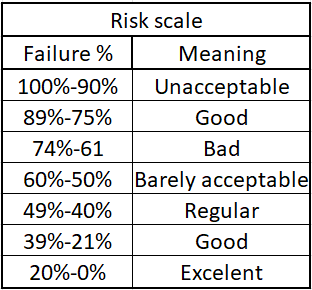 Risk scale
Failure % Meaning
100%-90% Unacceptable
89%-75% Good
74%-61 Bad
60%-50% Barely acceptable
49%-40% Regular
39%-21% Good
20%-0% Excelent